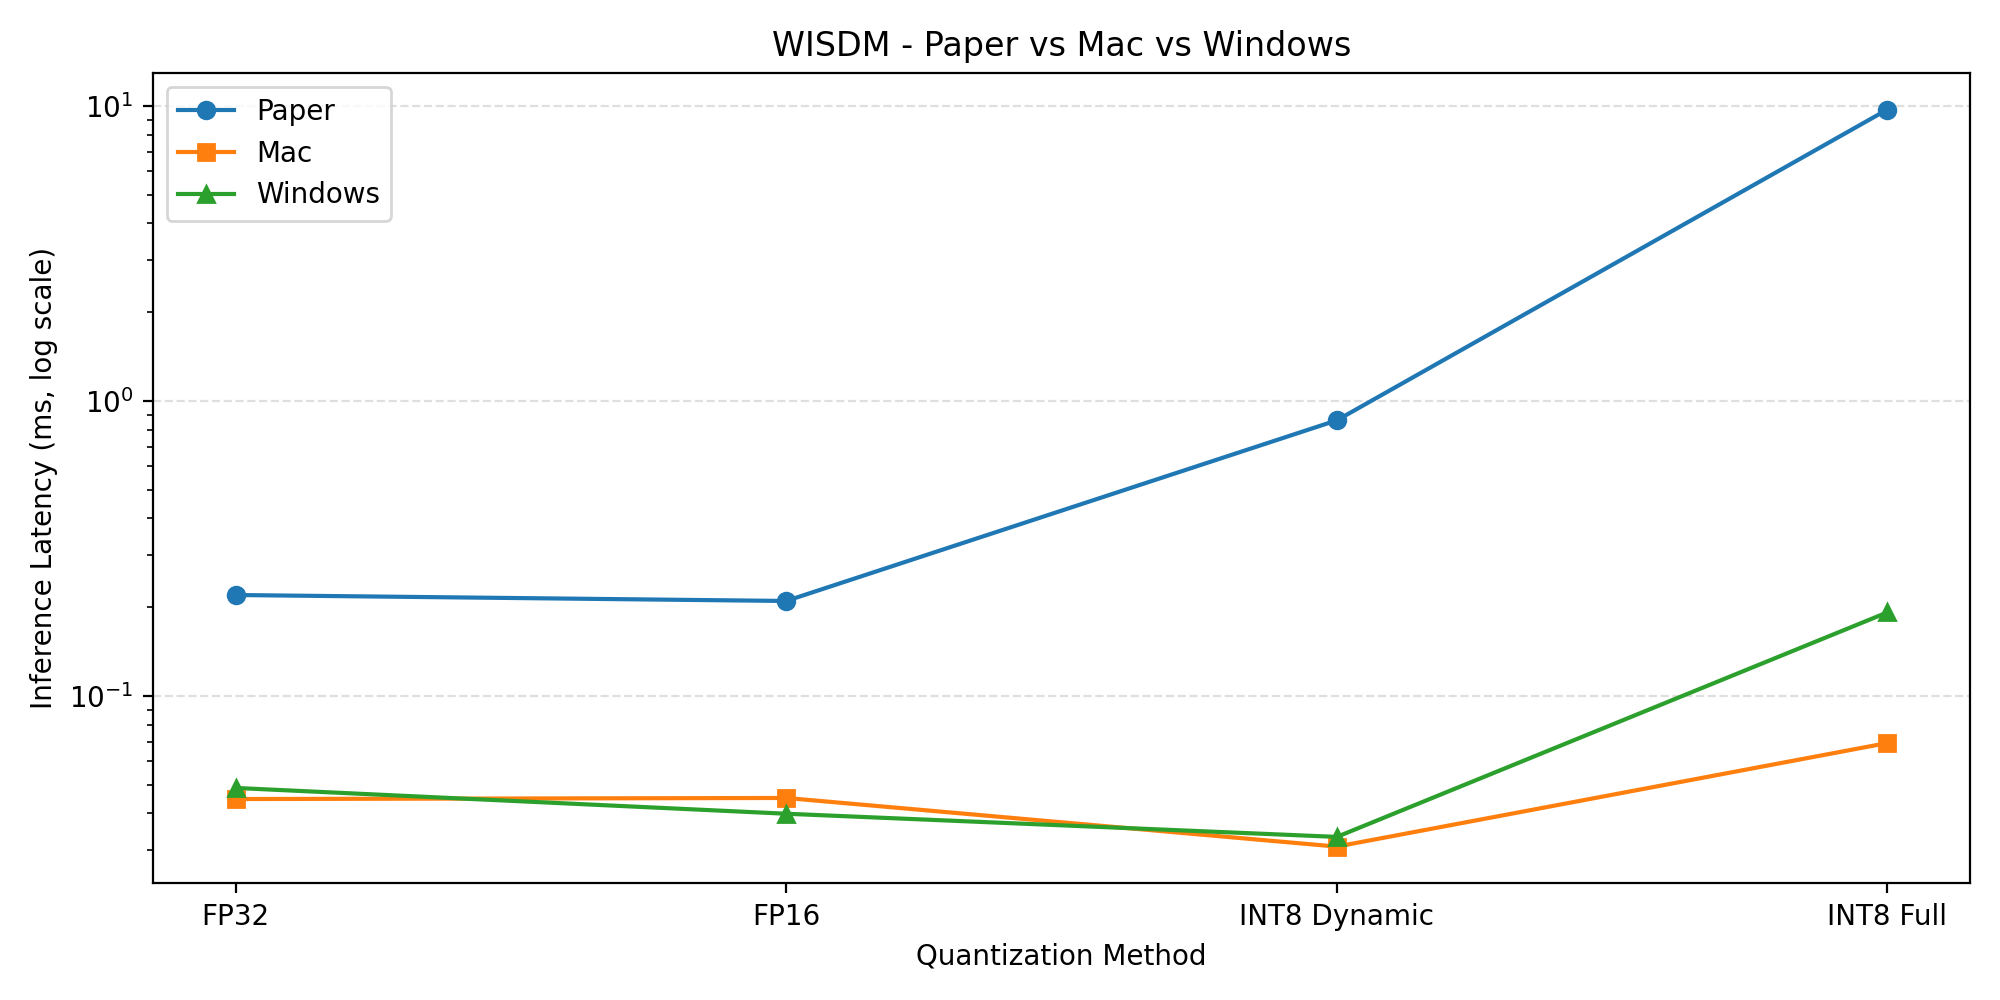 WISDM - Paper vs Mac vs Windows
Paper
Mac
Windows
10¹
10⁰
10⁻¹
Inference Latency (ms, log scale)
FP32
FP16
INT8 Dynamic
INT8 Full
Quantization Method